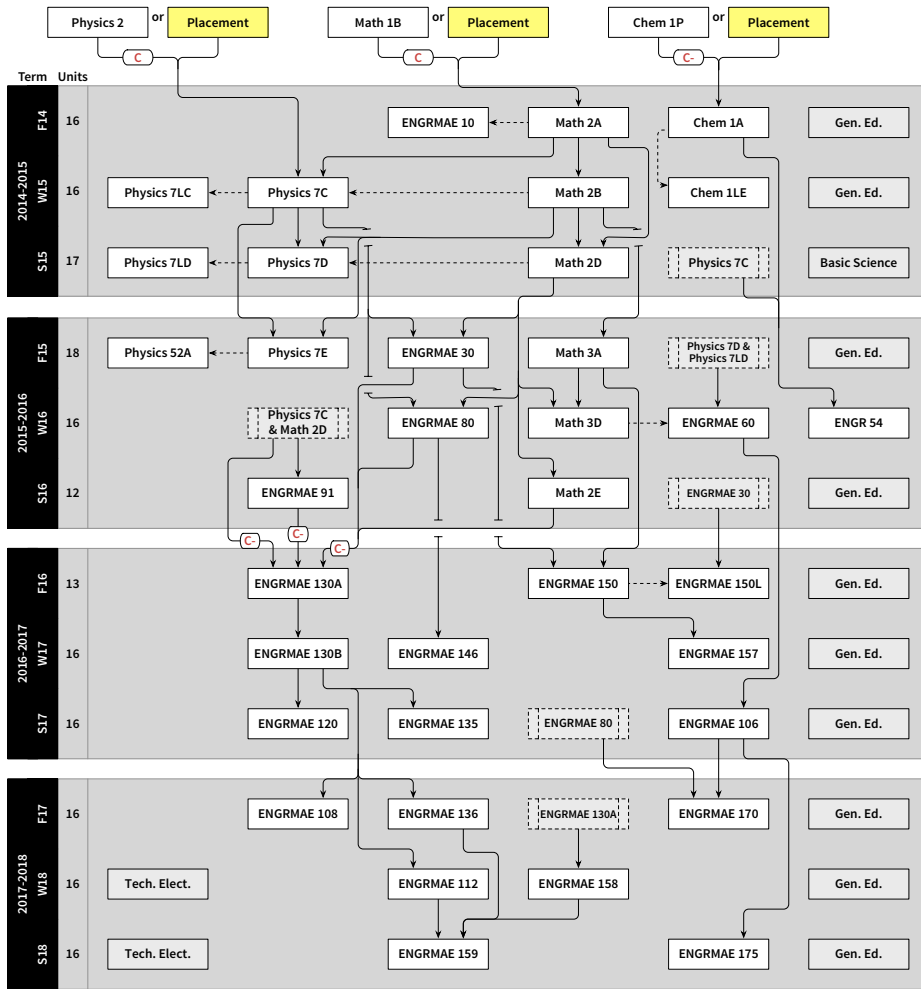 Physics 2 or Placement Math 1B or Placement Chem 1P or Placement
C C C-
Term Units
2014-2015
F14 16 ENGRMAE 10 Math 2A Chem 1A Gen. Ed.
W15 16 Physics 7LC Physics 7C Math 2B Chem 1LE Gen. Ed.
S15 17 Physics 7LD Physics 7D Math 2D Physics 7C Basic Science
2015-2016
F15 18 Physics 52A Physics 7E ENGRMAE 30 Math 3A Physics 7D &
Physics 7LD Gen. Ed.
W16 16 Physics 7C
& Math 2D ENGRMAE 80 Math 3D ENGRMAE 60 ENGR 54
S16 12 ENGRMAE 91 Math 2E ENGRMAE 30 Gen. Ed.
C- C- C-
2016-2017
F16 13 ENGRMAE 130A ENGRMAE 150 ENGRMAE 150L Gen. Ed.
W17 16 ENGRMAE 130B ENGRMAE 146 ENGRMAE 157 Gen. Ed.
S17 16 ENGRMAE 120 ENGRMAE 135 ENGRMAE 80 ENGRMAE 106 Gen. Ed.
2017-2018
F17 16 ENGRMAE 108 ENGRMAE 136 ENGRMAE 130A ENGRMAE 170 Gen. Ed.
W18 16 Tech. Elect. ENGRMAE 112 ENGRMAE 158 Gen. Ed.
S18 16 Tech. Elect. ENGRMAE 159 ENGRMAE 175 Gen. Ed.